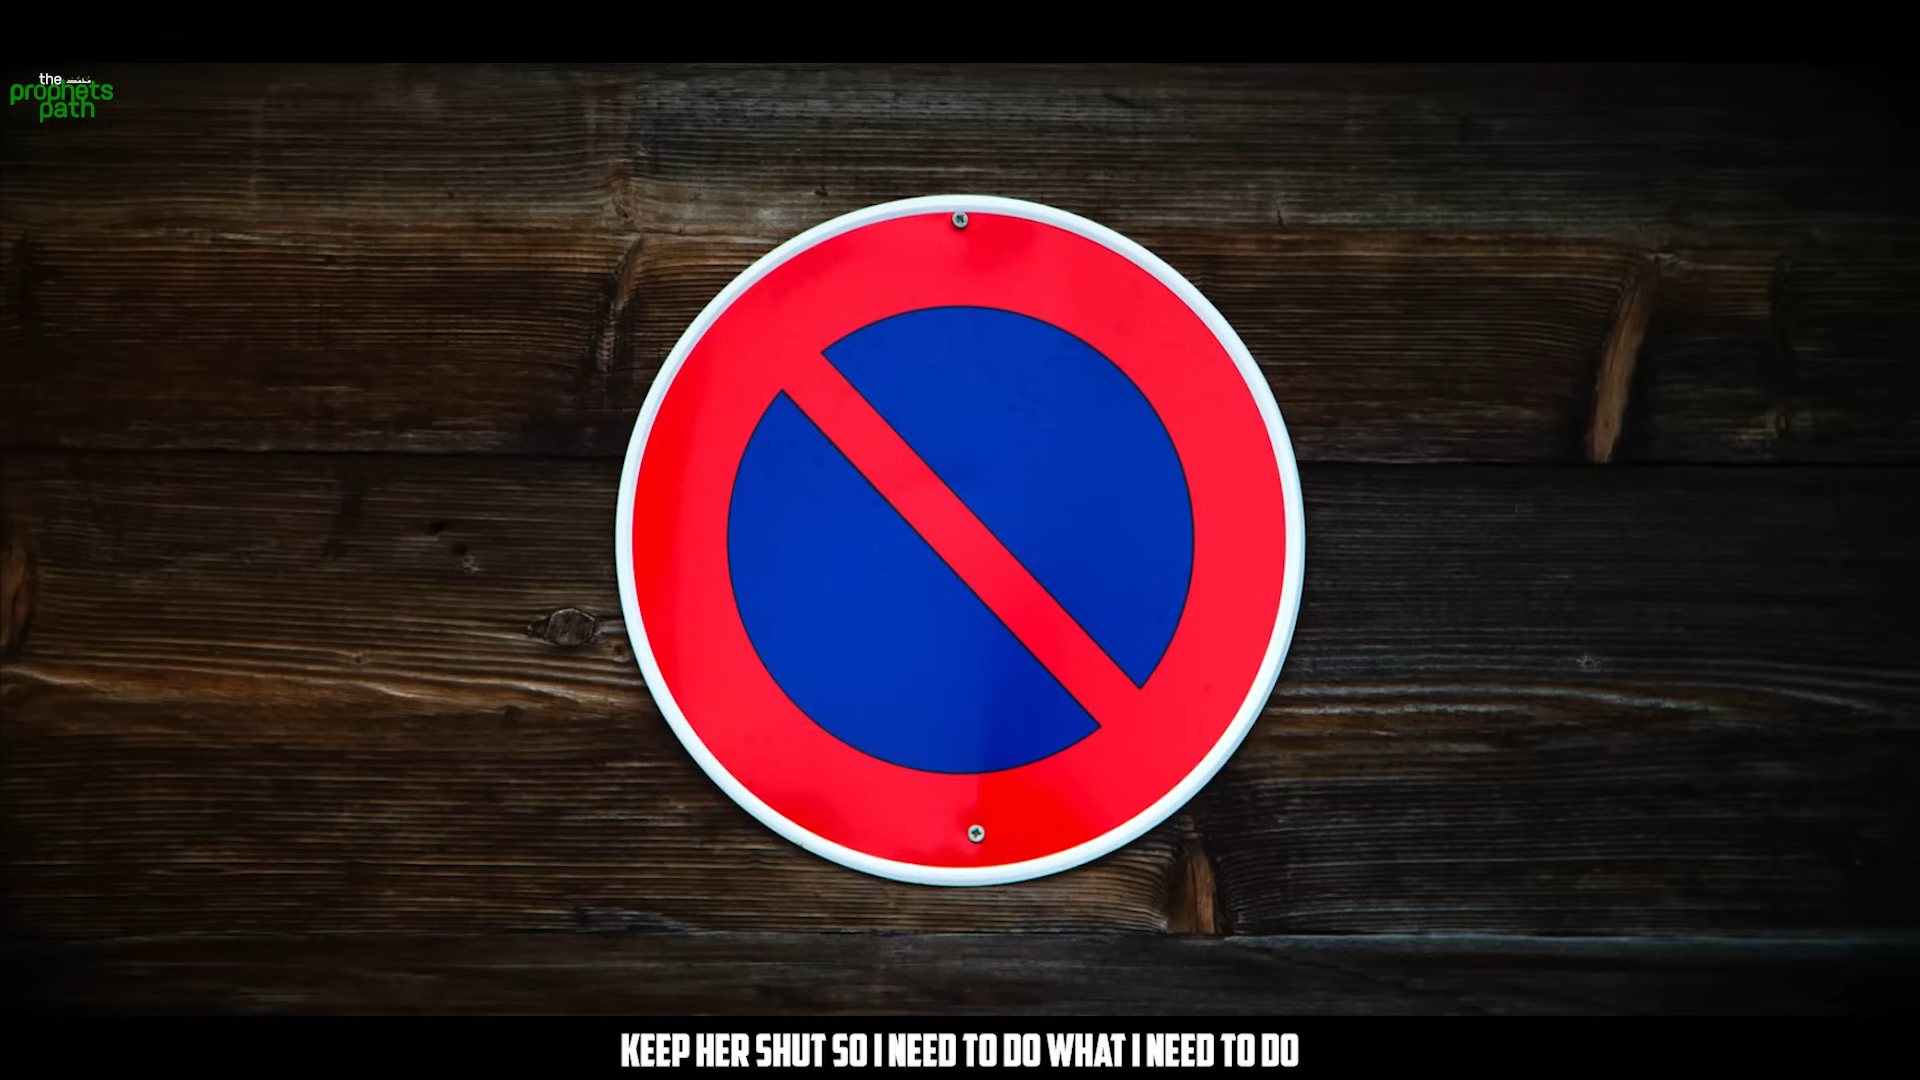 the
prophets
path
KEEP HER SHUT SO I NEED TO DO WHAT I NEED TO DO